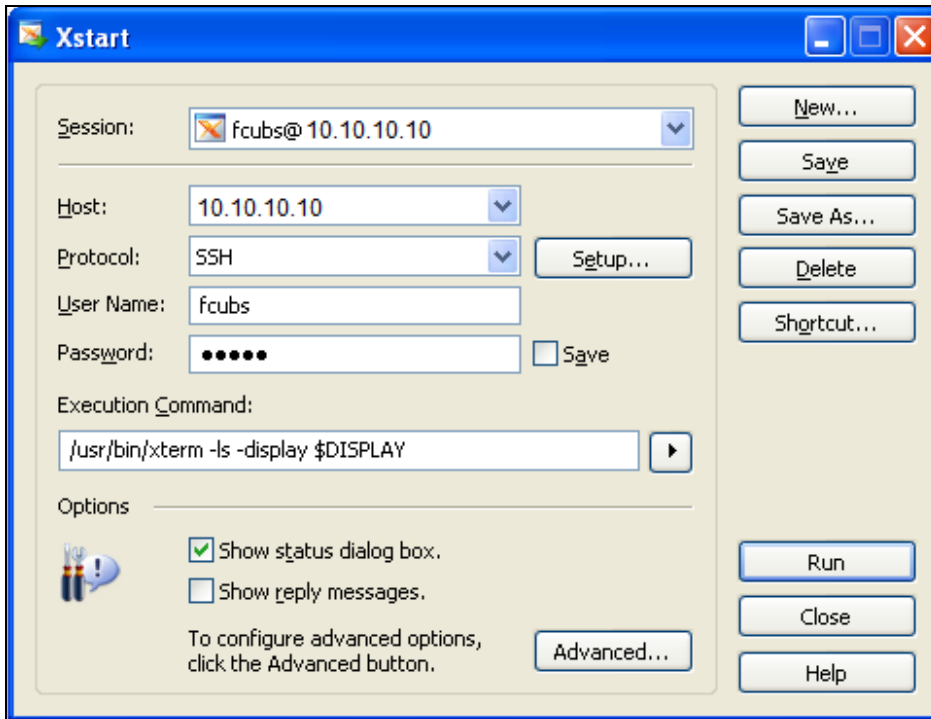 Xstart
Session: fcubs@10.10.10.10
New...
Save
Host: 10.10.10.10
Save As...
Protocol: SSH
Setup...
Delete
User Name: fcubs
Shortcut...
Password: ●●●●●
Save
Execution Command:
/usr/bin/xterm -ls -display $DISPLAY
Options
Show status dialog box.
Run
Show reply messages.
Close
To configure advanced options,
click the Advanced button.
Advanced...
Help